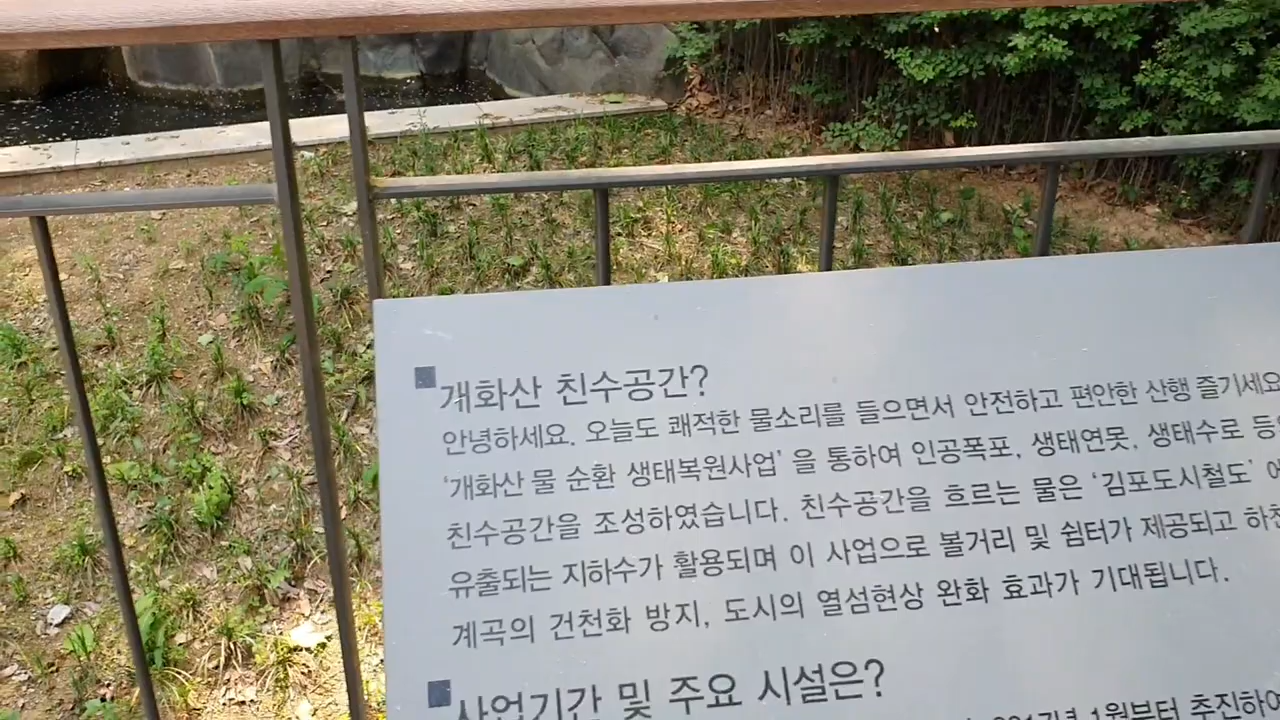 ■개화산 친수공간?
안녕하세요. 오늘도 쾌적한 물소리를 들으면서 안전하고 편안한 산행 즐기세요
‘개화산 물 순환 생태복원사업’ 을 통하여 인공폭포, 생태연못, 생태수로 등
친수공간을 조성하였습니다. 친수공간을 흐르는 물은 ‘김포도시철도’
유출되는 지하수가 활용되며 이 사업으로 볼거리 및 쉼터가 제공되고
계곡의 건천화 방지, 도시의 열섬현상 완화 효과가 기대됩니다.
■사업기간 및 주요 시설은?
1월부터 추진하여